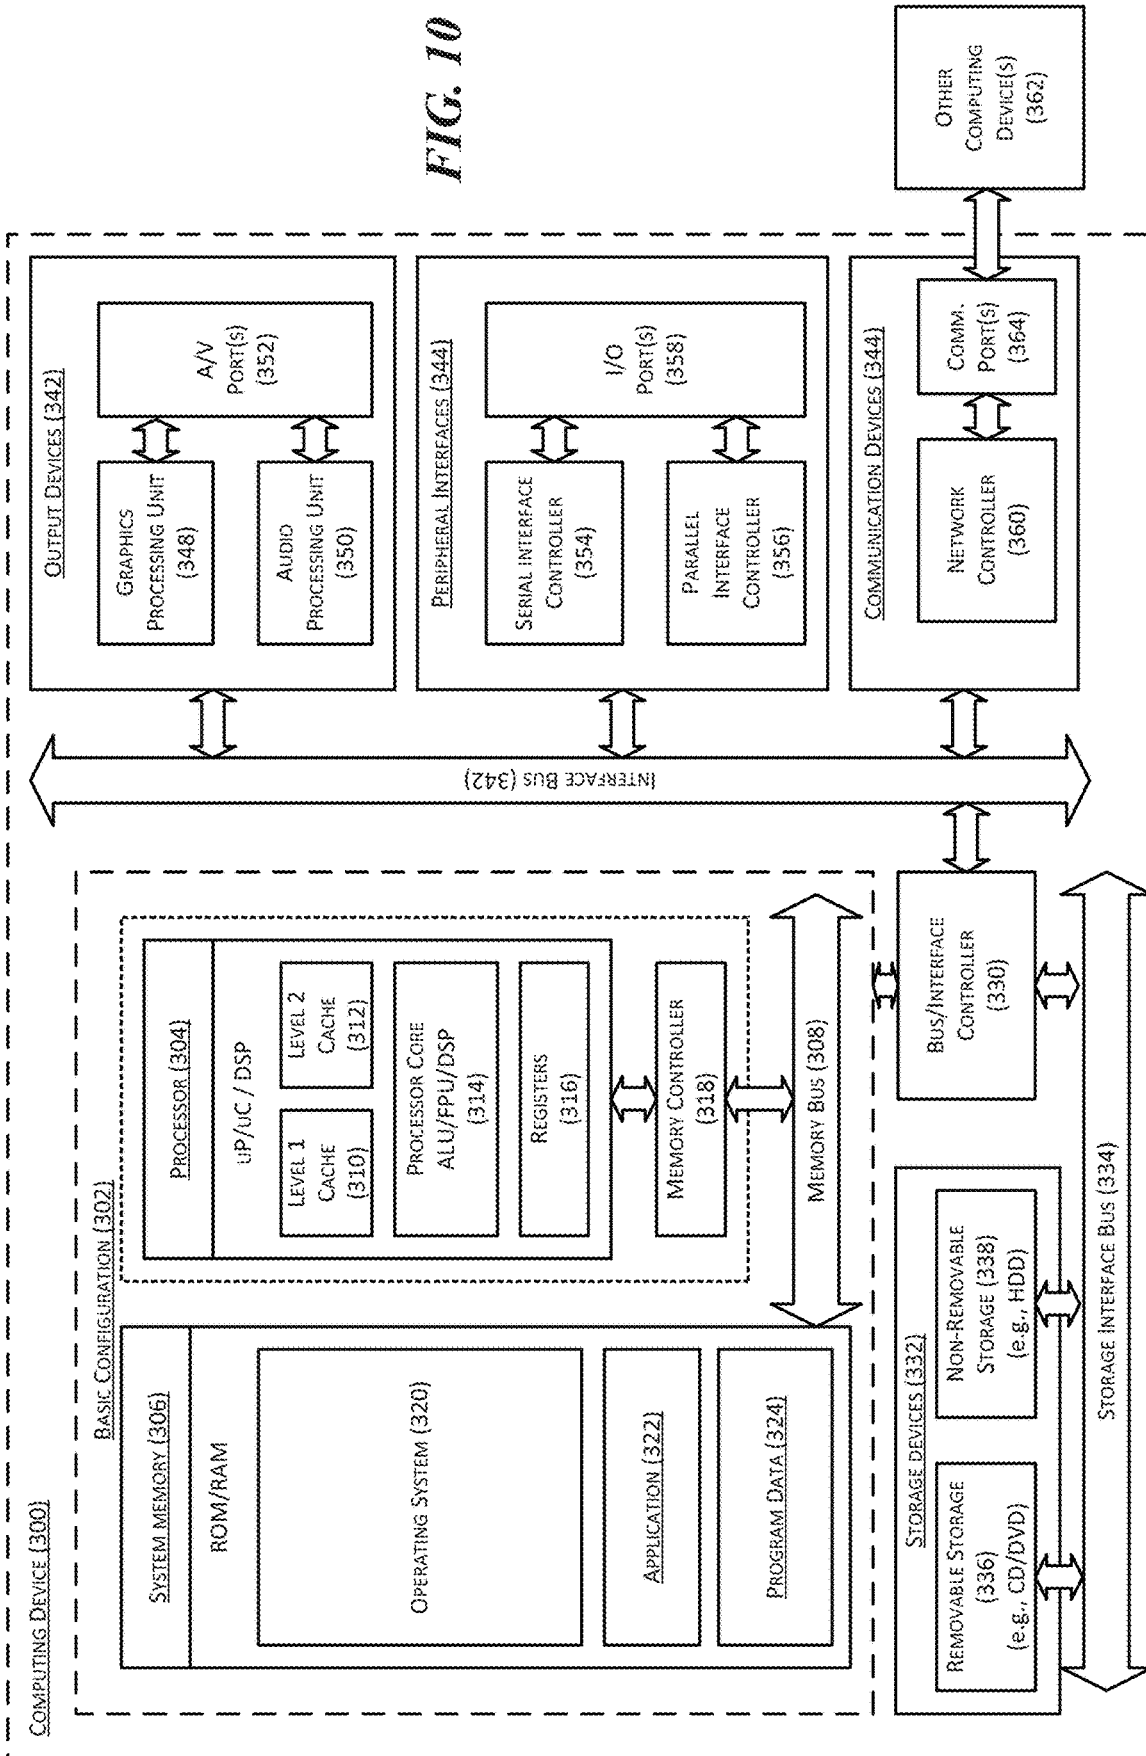 COMPUTING DEVICE (300)
BASIC CONFIGURATION (302)
SYSTEM MEMORY (306)
ROM/RAM
OPERATING SYSTEM (320)
APPLICATION (322)
PROGRAM DATA (324)
PROCESSOR (304)
UP/UC / DSP
LEVEL 1
CACHE
(310)
LEVEL 2
CACHE
(312)
PROCESSOR CORE
ALU/FPU/DSP
(314)
REGISTERS
(316)
MEMORY CONTROLLER
(318)
MEMORY BUS (308)
STORAGE DEVICES (332)
REMOVABLE STORAGE
(336)
(e.g., CD/DVD)
NON-REMOVABLE
STORAGE (338)
(e.g., HDD)
STORAGE INTERFACE BUS (334)
BUS/INTERFACE
CONTROLLER
(330)
INTERFACE BUS (342)
OUTPUT DEVICES (342)
GRAPHICS
PROCESSING UNIT
(348)
AUDIO
PROCESSING UNIT
(350)
A/V
PORT(S)
(352)
PERIPHERAL INTERFACES (344)
SERIAL INTERFACE
CONTROLLER
(354)
PARALLEL
INTERFACE
CONTROLLER
(356)
I/O
PORT(S)
(358)
COMMUNICATION DEVICES (344)
NETWORK
CONTROLLER
(360)
COMM.
PORT(S)
(364)
OTHER
COMPUTING
DEVICE(S)
(362)
FIG. 10